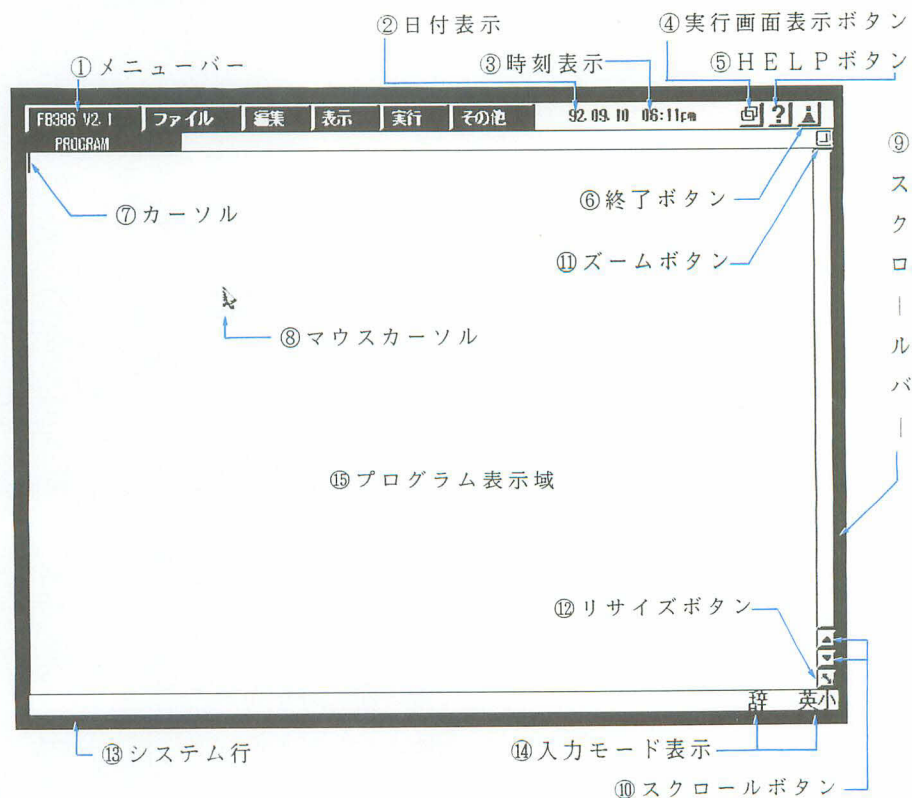 ②日付表示
④実行画面表示ボタン
①メニューバー
③時刻表示
⑤HELPボタン
FB386 V2.1 ファイル 編集 表示 実行 その他 92.09.10 06:11pm ?
PROGRAM
⑨スクロールバー
⑦カーソル
⑥終了ボタン
⑪ズームボタン
⑧マウスカーソル
⑮プログラム表示域
⑫リサイズボタン
辞 英小
⑬システム行
⑭入力モード表示
⑩スクロールボタン